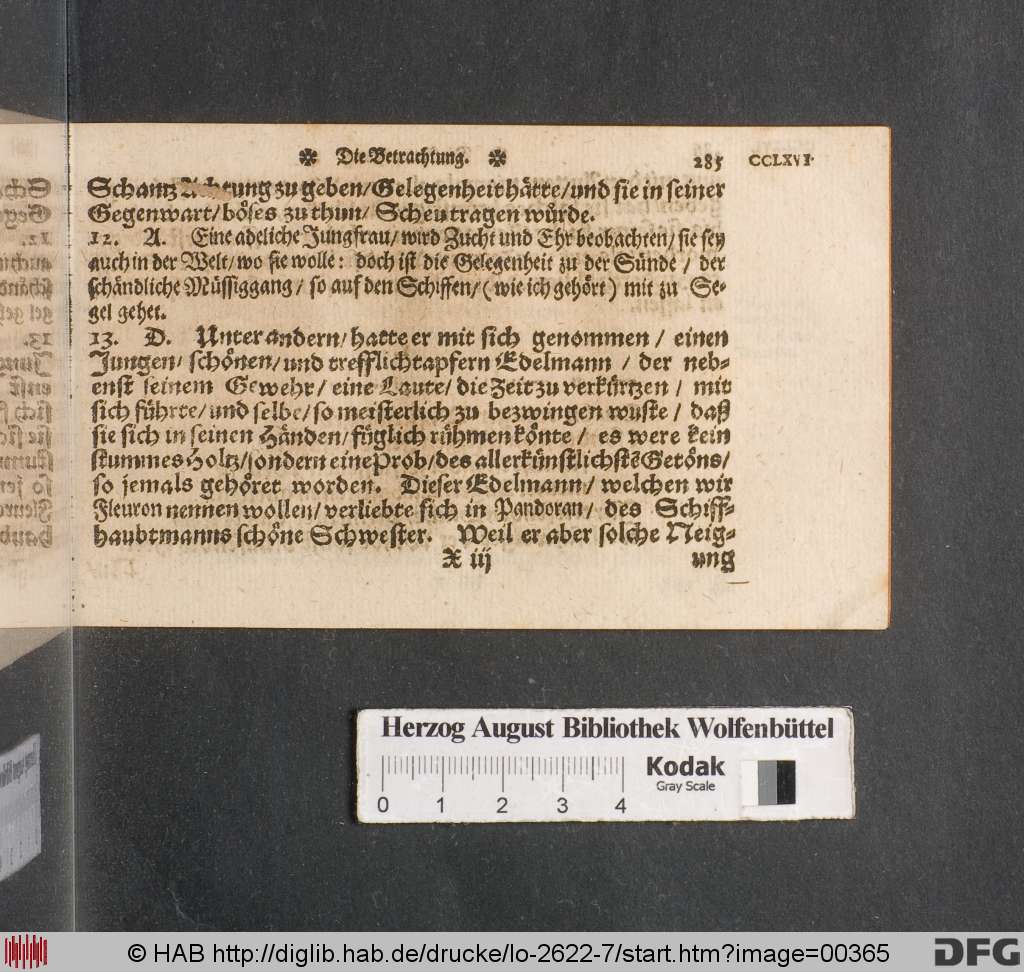 ❋ Die Betrachtung. ❋ 285 CCLXVI.
Schantz Achtung zu geben/Gelegenheit hätte/und sie in seiner
Gegenwart/böses zu thun/ Scheu tragen würde.
12. A. Eine adeliche Jungfrau/wird Zucht und Ehr beobachten/sie sey
auch in der Welt/wo sie wolle: doch ist die Gelegenheit zu der Sünde / der
schändliche Müssiggang / so auf den Schiffen/(wie ich gehört) mit zu Se-
gel gehet.
13. D. Unter andern/hatte er mit sich genommen / einen
Jungen/ schönen/und trefflich tapfern Edelmann / der neb-
enst seinem Gewehr/ eine Laute/ die Zeit zu verkürtzen / mit
sich führte/und selbe/so meisterlich zu bezwingen wuste / daß
sie sich in seinen Händen/füglich rühmen könte / es were kein
stummes Holtz/sondern eine Prob/des allerkünstlichstẽ Getöns/
so jemals gehöret worden. Dieser Edelmann/ welchen wir
Fleuron nennen wollen/verliebte sich in Pandoran/ des Schiff-
haubtmanns schöne Schwester. Weil er aber solche Neig-
X iij ung
Herzog August Bibliothek Wolfenbüttel
Kodak
Gray Scale
0 1 2 3 4
© HAB http://diglib.hab.de/drucke/lo-2622-7/start.htm?image=00365
DFG